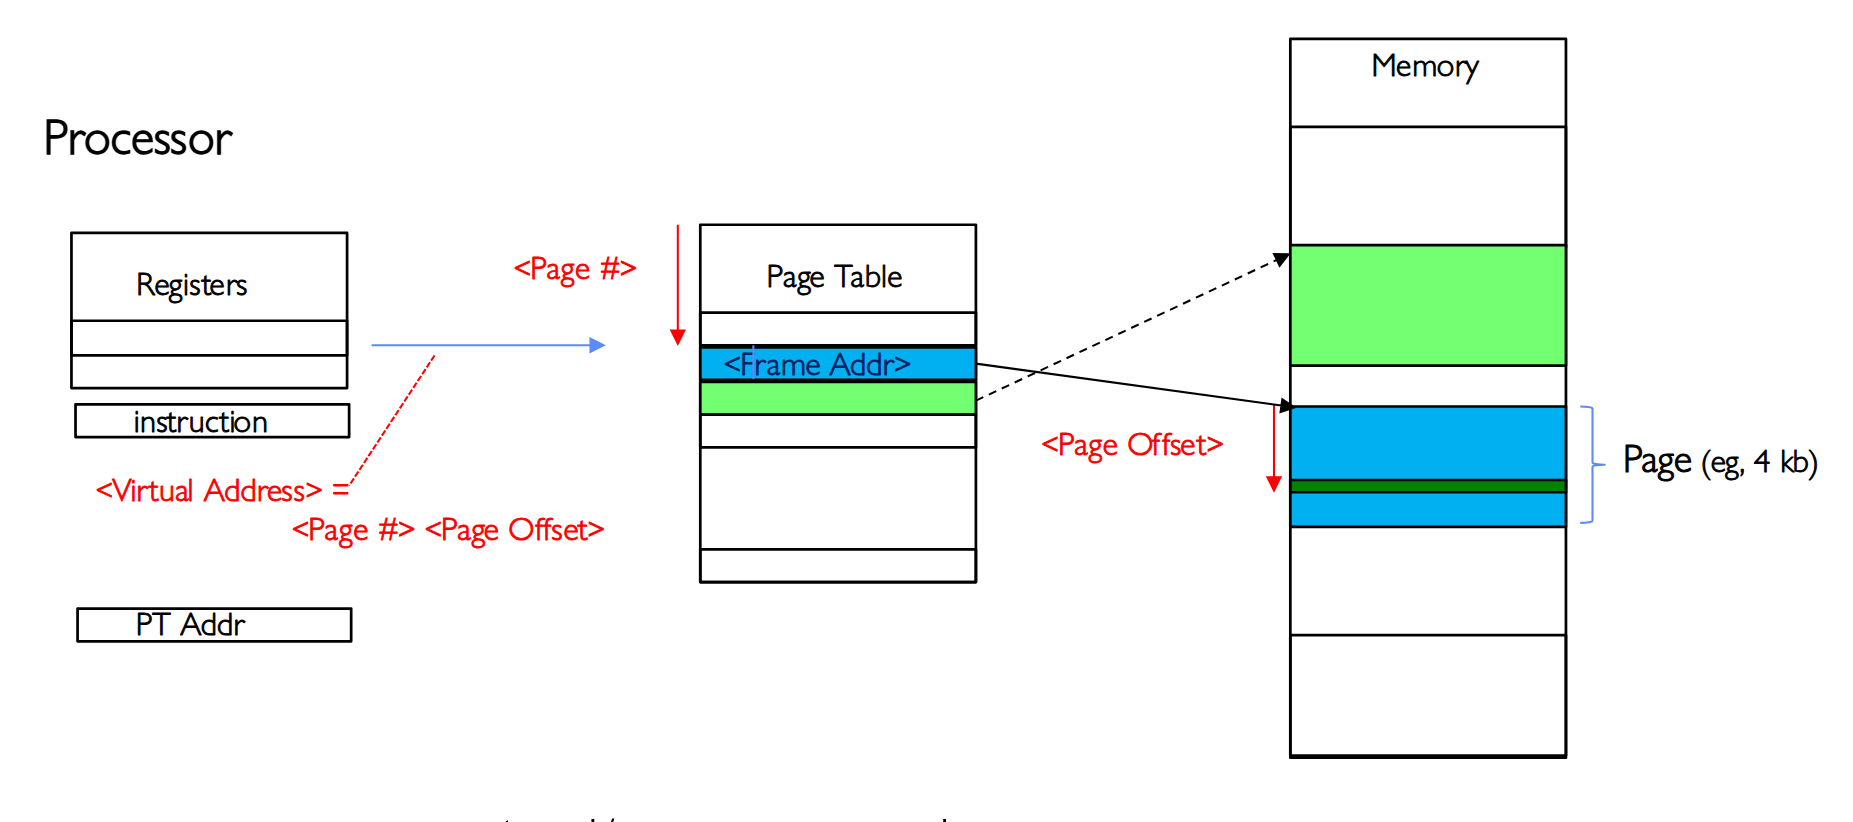 Memory
Processor
Registers
<Page #>
Page Table
<Frame Addr>
instruction
<Page Offset>
Page (eg, 4 kb)
<Virtual Address> =
<Page #> <Page Offset>
PT Addr